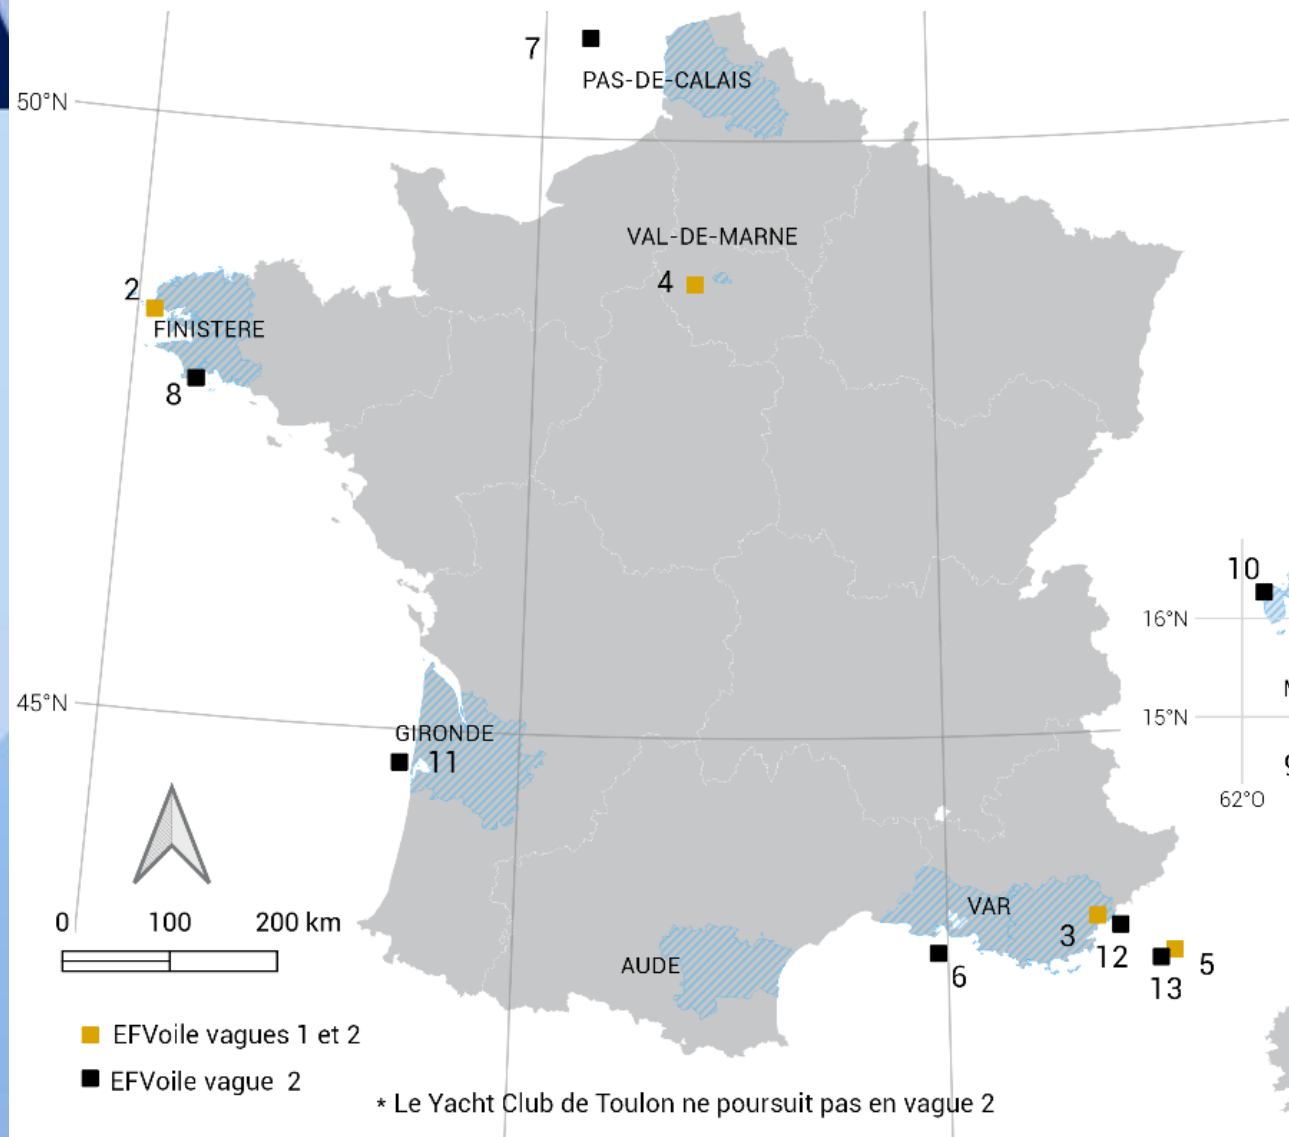 7
PAS-DE-CALAIS
50°N
VAL-DE-MARNE
4
2
FINISTERE
8
10
16°N
15°N
62°O
45°N
GIRONDE
11
0 100 200 km
VAR
3
12
5
13
6
AUDE
EFVoile vagues 1 et 2
EFVoile vague 2
* Le Yacht Club de Toulon ne poursuit pas en vague 2